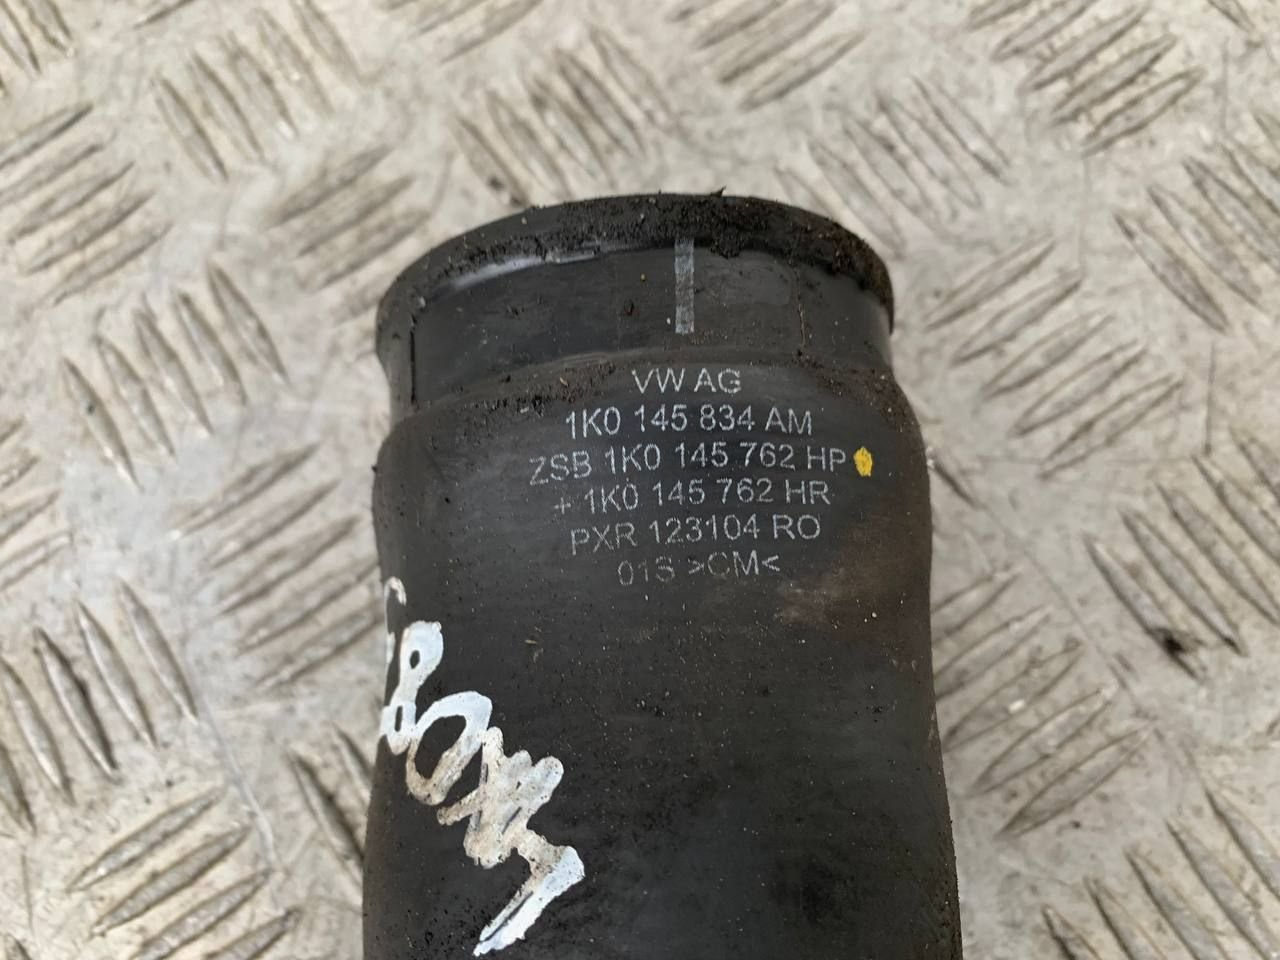 VW AG
1K0 145 834 AM
ZSB 1K0 145 762 HP
+ 1K0 145 762 HR
PXR 123104 RO
01S >CM<